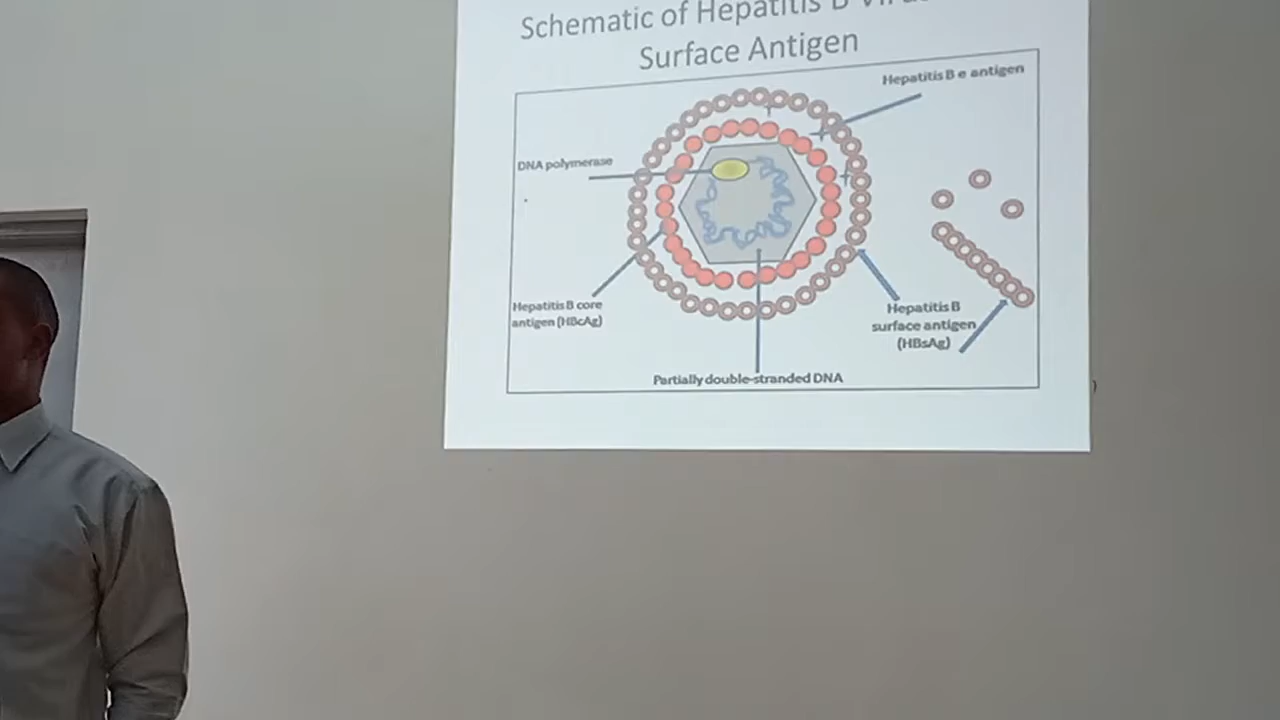 Schematic of Hepatitis B
Surface Antigen
Hepatitis B e antigen
DNA polymerase
Hepatitis B core
antigen (HBcAg)
Hepatitis B
surface antigen
(HBsAg)
Partially double-stranded DNA